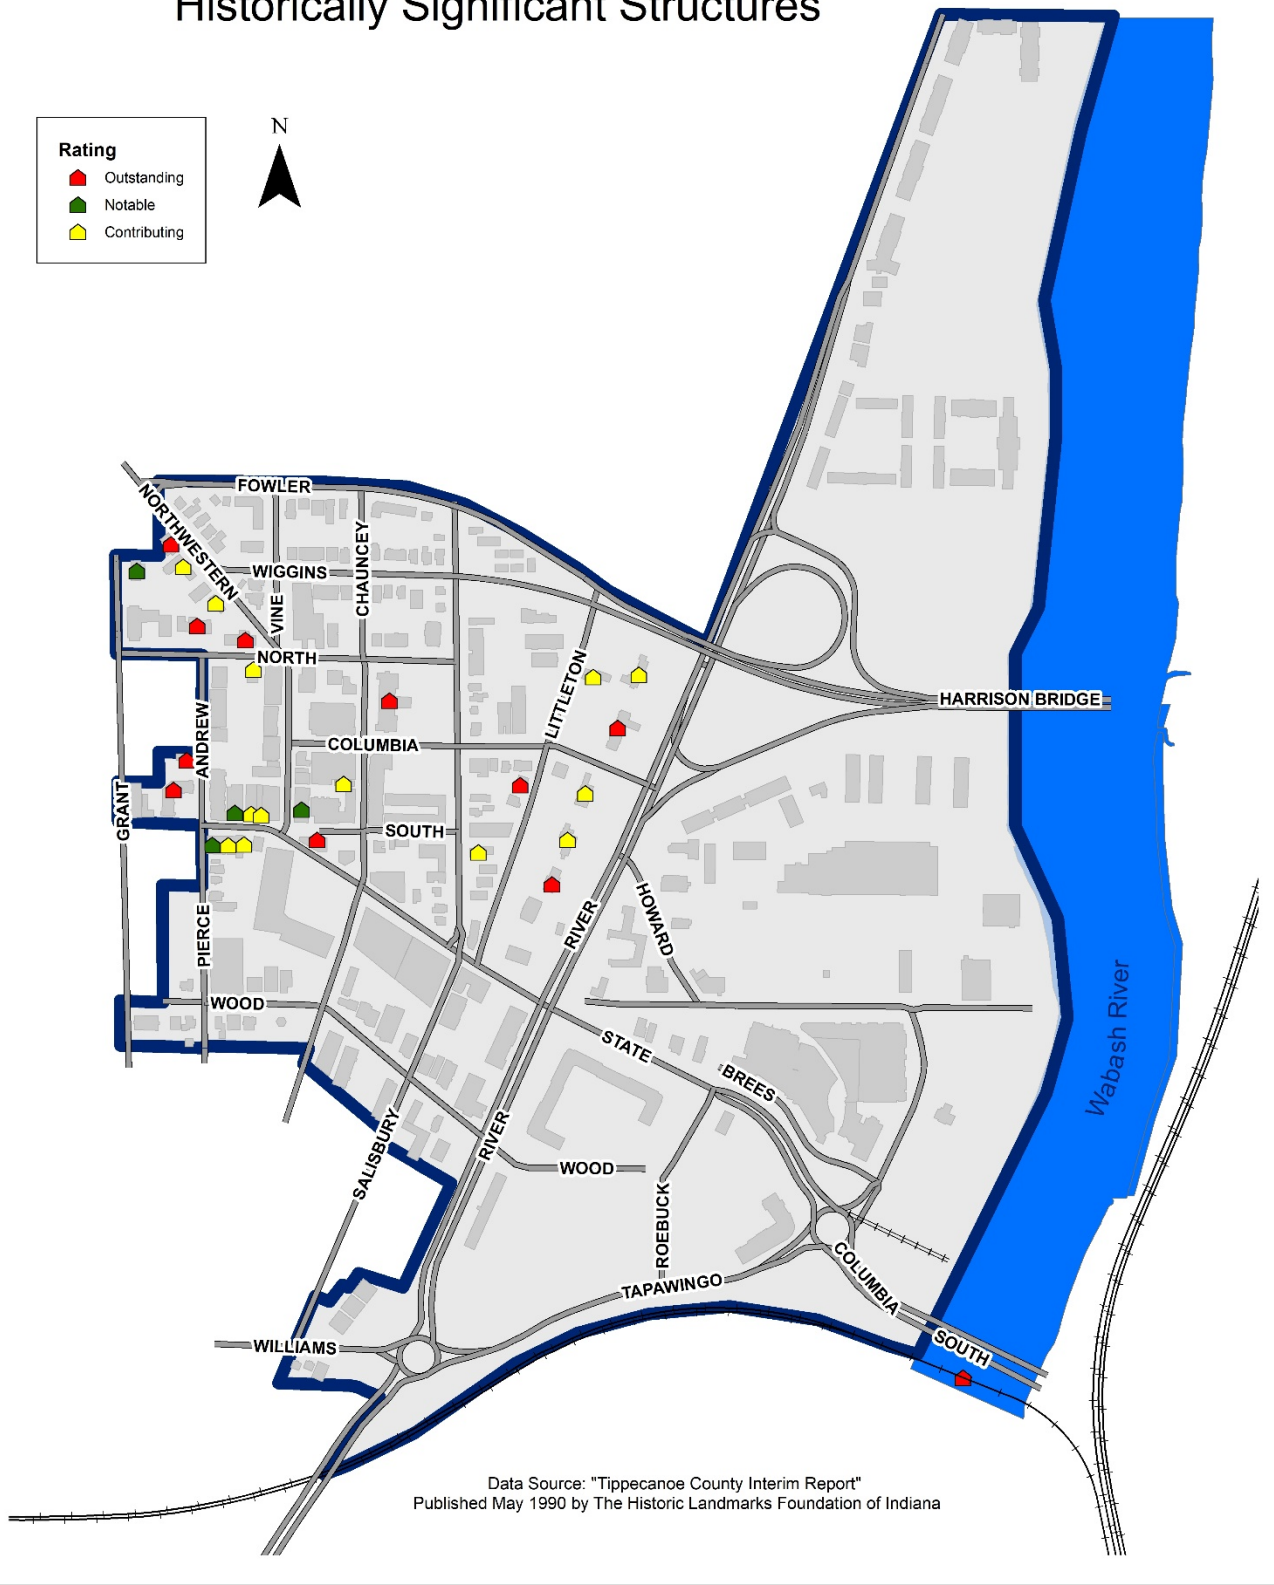 Historically Significant Structures
N
Rating
Outstanding
Notable
Contributing
FOWLER
NORTHWESTERN
WIGGINS
CHAUNCEY
VINE
NORTH
LITTLETON
HARRISON BRIDGE
ANDREW
COLUMBIA
GRANT
SOUTH
HOWARD
RIVER
PIERCE
WOOD
STATE
BREES
Wabash River
SALISBURY
RIVER
WOOD
ROEBUCK
COLUMBIA
TAPAWINGO
SOUTH
WILLIAMS
Data Source: "Tippecanoe County Interim Report"
Published May 1990 by The Historic Landmarks Foundation of Indiana